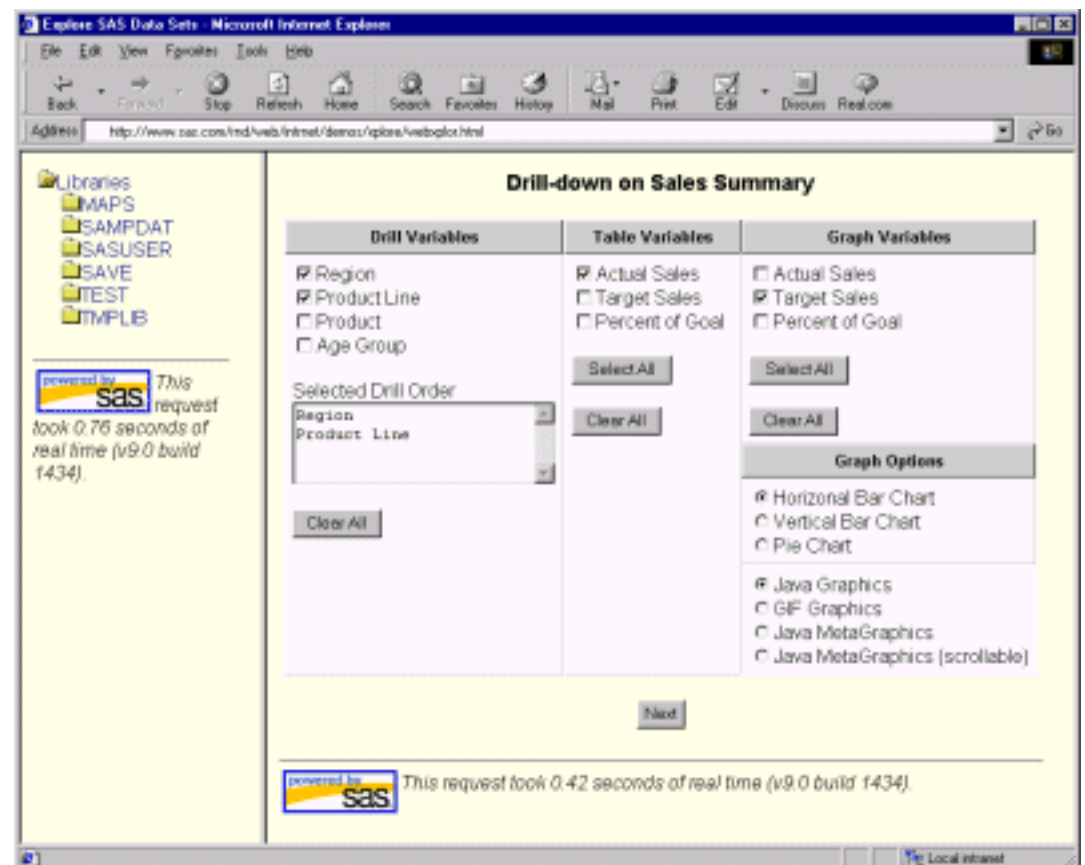 Explore SAS Data Sets - Microsoft Internet Explorer
File Edit View Favorites Tools Help
Back Forward Stop Refresh Home Search Favorites History Mail Print Edit Discuss Real.com
Address Go
Libraries
MAPS
SAMPDAT
SASUSER
SAVE
TEST
TMPLIB
powered by
sas
This
request
took 0.76 seconds of
real time (v9.0 build
1434).
Drill-down on Sales Summary
Drill Variables Table Variables Graph Variables
Region Actual Sales Actual Sales
Product Line Target Sales Target Sales
Product Percent of Goal Percent of Goal
Age Group
Select All Select All
Selected Drill Order
Region
Product Line
Clear All Clear All
Graph Options
Horizonal Bar Chart
Vertical Bar Chart
Pie Chart
Clear All
Java Graphics
GIF Graphics
Java MetaGraphics
Java MetaGraphics (scrollable)
Next
powered by
sas
This request took 0.42 seconds of real time (v9.0 build 1434).
Local intranet